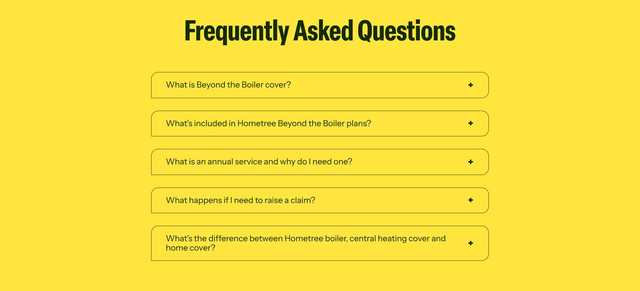 Frequently Asked Questions
What is Beyond the Boiler cover?
What's included in Hometree Beyond the Boiler plans?
What is an annual service and why do I need one?
What happens if I need to raise a claim?
What's the difference between Hometree boiler, central heating cover and
home cover?